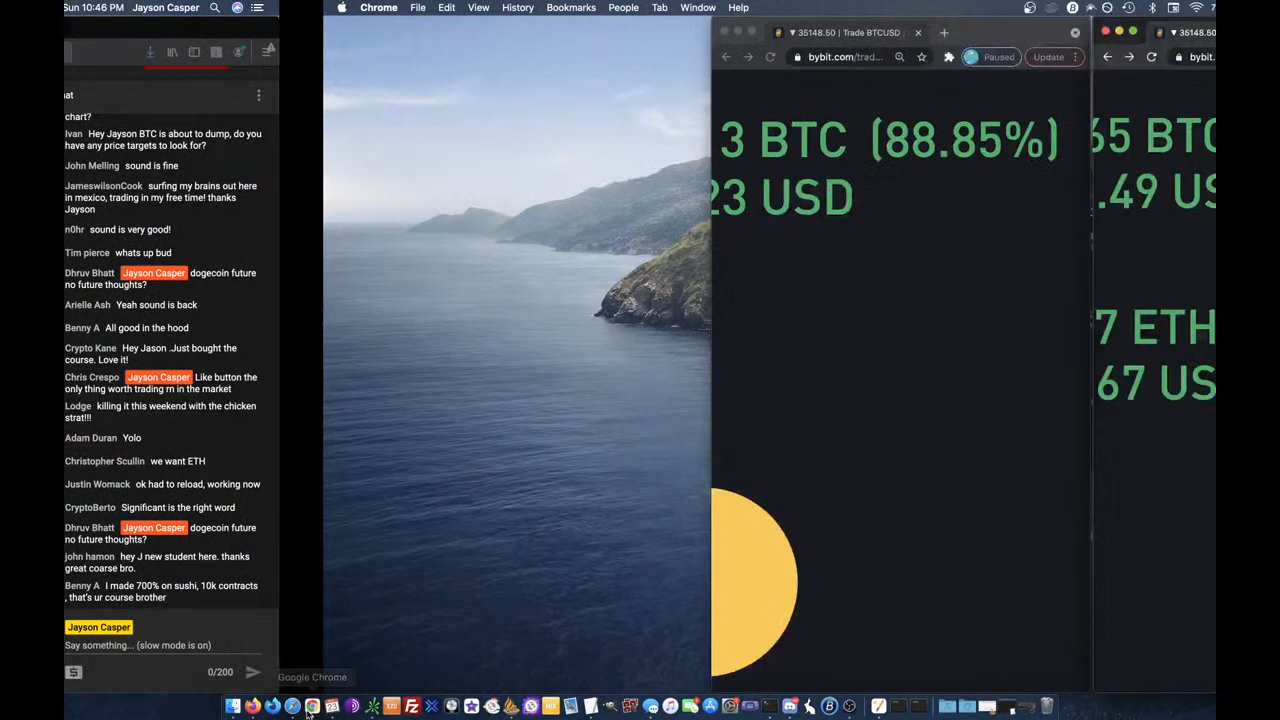 Sun 10:46 PM Jayson Casper
Chrome File Edit View History Bookmarks People Tab Window Help
35148.50 | Trade BTCUSD
bybit.com/trad...
Paused
Update
35148.50
bybit.
hat
chart?
Ivan Hey Jayson BTC is about to dump, do you
have any price targets to look for?
John Melling sound is fine
JameswilsonCook surfing my brains out here
in mexico, trading in my free time! thanks
Jayson
n0hr sound is very good!
Tim pierce whats up bud
Dhruv Bhatt Jayson Casper dogecoin future
no future thoughts?
Arielle Ash Yeah sound is back
Benny A All good in the hood
Crypto Kane Hey Jason .Just bought the
course. Love it!
Chris Crespo Jayson Casper Like button the
only thing worth trading rn in the market
Lodge killing it this weekend with the chicken
strat!!!
Adam Duran Yolo
Christopher Scullin we want ETH
Justin Womack ok had to reload, working now
CryptoBerto Significant is the right word
Dhruv Bhatt Jayson Casper dogecoin future
no future thoughts?
john hamon hey J new student here. thanks
great coarse bro.
Benny A I made 700% on sushi, 10k contracts
, that's ur course brother
Jayson Casper
Say something... (slow mode is on)
0/200
3 BTC (88.85%)
23 USD
65 BTC
.49 US
7 ETH
67 US
Google Chrome